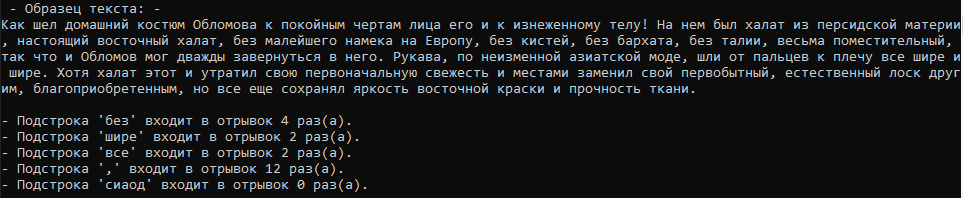 - Образец текста: -
Как шел домашний костюм Обломова к покойным чертам лица его и к изнеженному телу! На нем был халат из персидской материи
, настоящий восточный халат, без малейшего намека на Европу, без кистей, без бархата, без талии, весьма поместительный,
так что и Обломов мог дважды завернуться в него. Рукава, по неизменной азиатской моде, шли от пальцев к плечу все шире и
 шире. Хотя халат этот и утратил свою первоначальную свежесть и местами заменил свой первобытный, естественный лоск друг
им, благоприобретенным, но все еще сохранял яркость восточной краски и прочность ткани.
- Подстрока 'без' входит в отрывок 4 раз(а).
- Подстрока 'шире' входит в отрывок 2 раз(а).
- Подстрока 'все' входит в отрывок 2 раз(а).
- Подстрока ',' входит в отрывок 12 раз(а).
- Подстрока 'сиаод' входит в отрывок 0 раз(а).